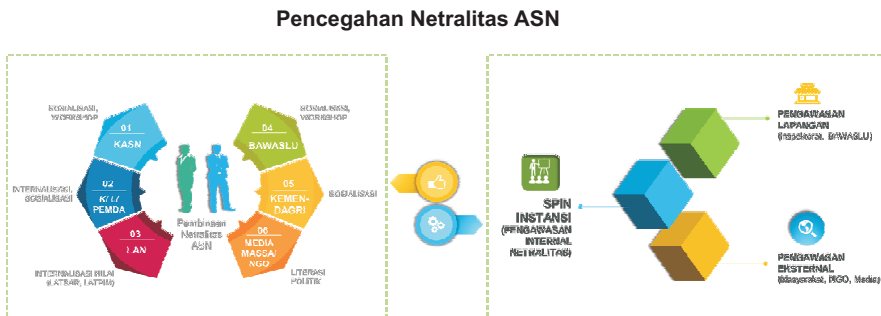 Pencegahan Netralitas ASN
SOSIALISASI,
WORKSHOP
01
KASN
INTERNALISASI,
SOSIALISASI
02
K/ L/
PEMDA
03
LAN
INTERNALISASI NILAI
(LATSAR, LATPIM)
Pembinaan
Netralitas
ASN
SOSIALISASI,
WORKSHOP
04
BAWASLU
05
KEMEN-
DAGRI
SOSIALISASI
06
MEDIA
MASSA/
NGO
LITERASI
POLITIK
SPIN
INSTANSI
(PENGAWASAN
INTERNAL
NETRALITAS)
PENGAWASAN
LAPANGAN
(Inspektorat, BAWASLU)
PENGAWASAN
EKSTERNAL
(Masyarakat, NGO, Media)